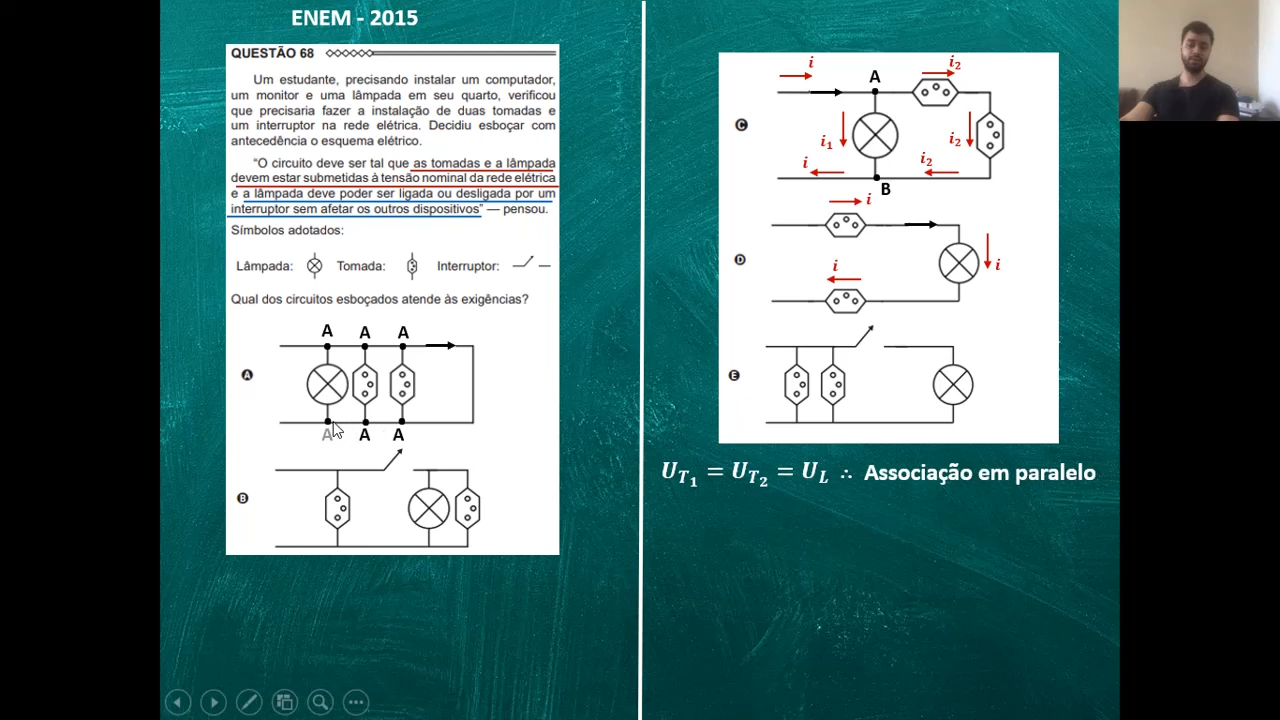 ENEM - 2015
QUESTÃO 68
Um estudante, precisando instalar um computador,
um monitor e uma lâmpada em seu quarto, verificou
que precisaria fazer a instalação de duas tomadas e
um interruptor na rede elétrica. Decidiu esboçar com
antecedência o esquema elétrico.
“O circuito deve ser tal que as tomadas e a lâmpada
devem estar submetidas à tensão nominal da rede elétrica
e a lâmpada deve poder ser ligada ou desligada por um
interruptor sem afetar os outros dispositivos” — pensou.
Símbolos adotados:
Lâmpada: Tomada: Interruptor:
Qual dos circuitos esboçados atende às exigências?
A A A
A
A A A
B
i i₂
A
C
i₁ i₂
i i₂
B
i
D
i
i
E
U_T₁ = U_T₂ = U_L ∴ Associação em paralelo